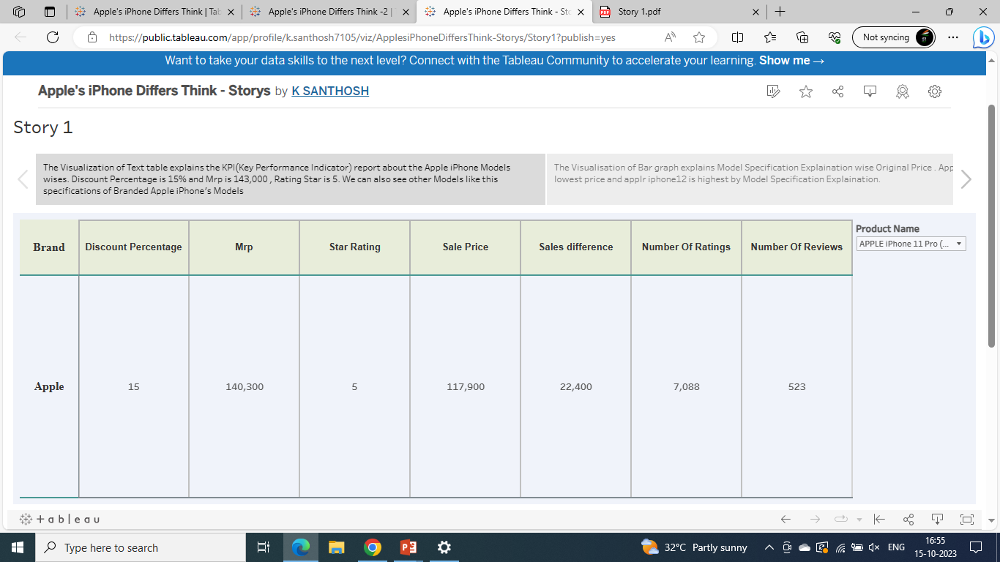 Apple's iPhone Differs Think | Tab
Apple's iPhone Differs Think -2 | T
Apple's iPhone Differs Think - Sto
Story 1.pdf
https://public.tableau.com/app/profile/k.santhosh7105/viz/ApplesiPhoneDiffersThink-Storys/Story1?publish=yes
Not syncing
Want to take your data skills to the next level? Connect with the Tableau Community to accelerate your learning. Show me →
Apple's iPhone Differs Think - Storys by K SANTHOSH
Story 1
The Visualization of Text table explains the KPI(Key Performance Indicator) report about the Apple iPhone Models
wises. Discount Percentage is 15% and Mrp is 143,000 , Rating Star is 5. We can also see other Models like this
specifications of Branded Apple iPhone's Models
The Visualisation of Bar graph explains Model Specification Explaination wise Original Price . App
lowest price and applr iphone12 is highest by Model Specification Explaination.
Brand Discount Percentage Mrp Star Rating Sale Price Sales difference Number Of Ratings Number Of Reviews
Apple 15 140,300 5 117,900 22,400 7,088 523
Product Name
APPLE iPhone 11 Pro (...
+ a b l e a u
Type here to search
32°C Partly sunny
ENG
16:55
15-10-2023